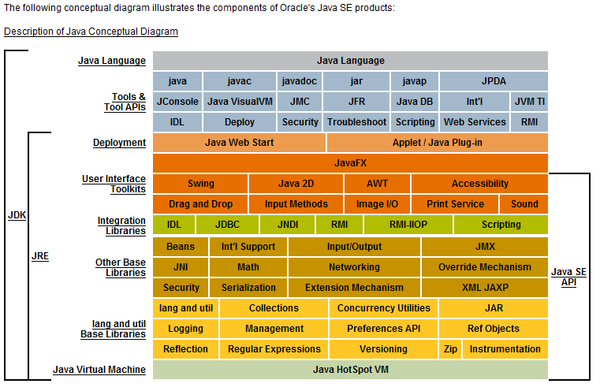 The following conceptual diagram illustrates the components of Oracle's Java SE products:
Description of Java Conceptual Diagram
Java Language Java Language
java javac javadoc jar javap JPDA
Tools & Tool APIs
JConsole Java VisualVM JMC JFR Java DB Int'l JVM TI
IDL Deploy Security Troubleshoot Scripting Web Services RMI
Deployment Java Web Start Applet / Java Plug-in
JavaFX
User Interface Toolkits
Swing Java 2D AWT Accessibility
Drag and Drop Input Methods Image I/O Print Service Sound
Integration Libraries
IDL JDBC JNDI RMI RMI-IIOP Scripting
Beans Int'l Support Input/Output JMX
Other Base Libraries
JNI Math Networking Override Mechanism
Security Serialization Extension Mechanism XML JAXP
lang and util Collections Concurrency Utilities JAR
lang and util Base Libraries
Logging Management Preferences API Ref Objects
Reflection Regular Expressions Versioning Zip Instrumentation
Java Virtual Machine Java HotSpot VM
JDK
JRE
Java SE API